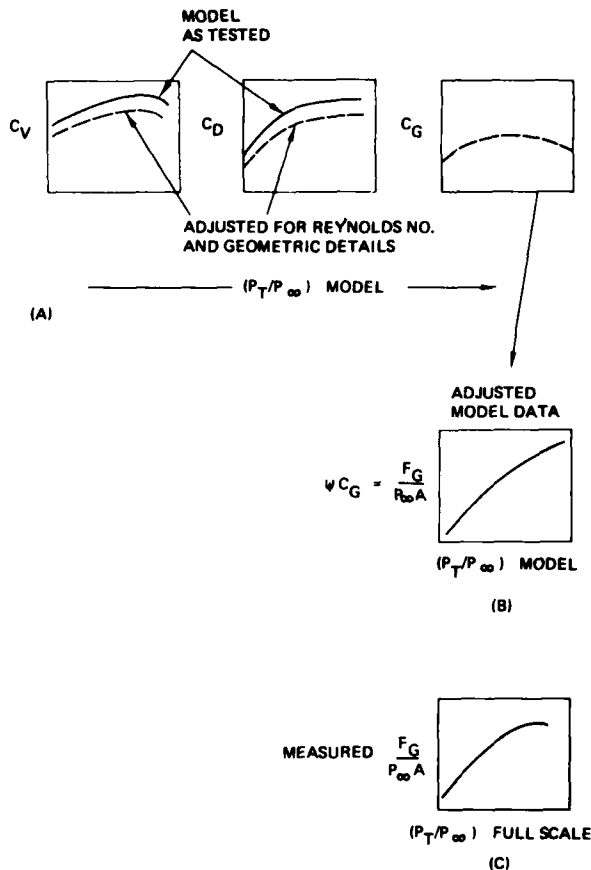 MODEL
AS TESTED
C_V
C_D
C_G
ADJUSTED FOR REYNOLDS NO.
AND GEOMETRIC DETAILS
(P_T/P_∞) MODEL
(A)
ADJUSTED
MODEL DATA
ψ C_G = F_G / P_∞ A
(P_T/P_∞) MODEL
(B)
MEASURED F_G / P_∞ A
(P_T/P_∞) FULL SCALE
(C)